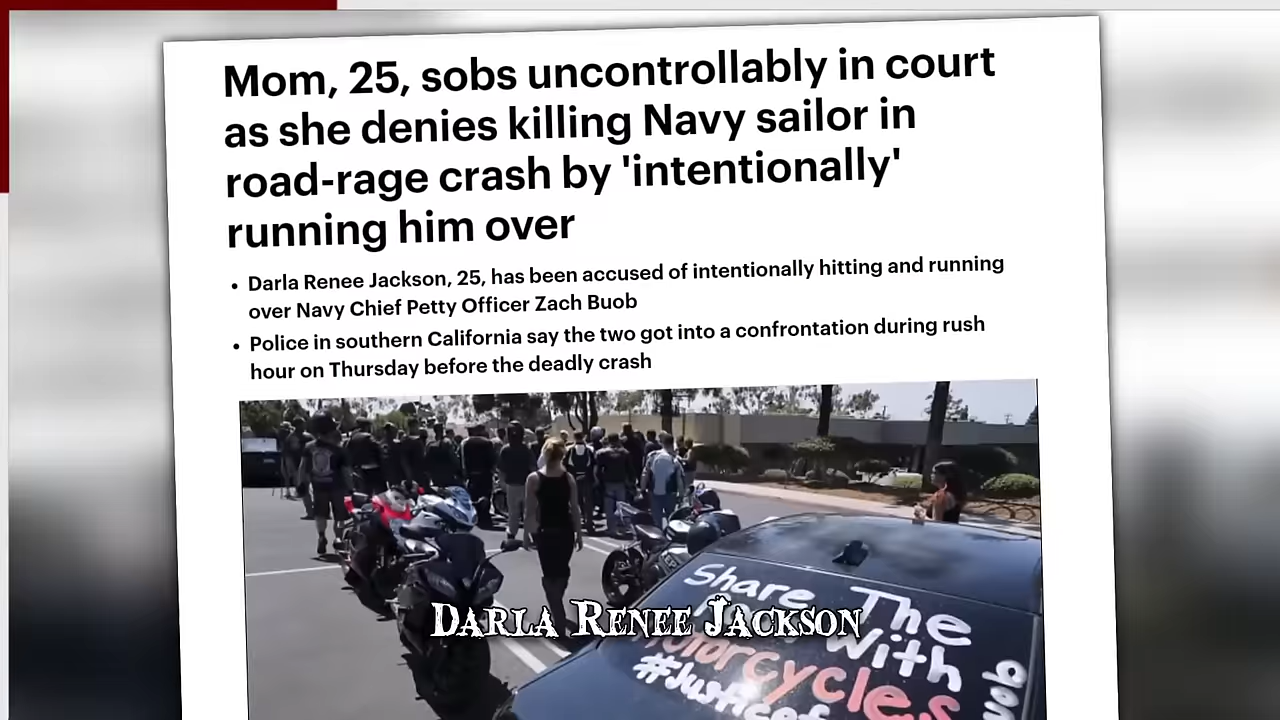 Mom, 25, sobs uncontrollably in court
as she denies killing Navy sailor in
road-rage crash by 'intentionally'
running him over
• Darla Renee Jackson, 25, has been accused of intentionally hitting and running
over Navy Chief Petty Officer Zach Buob
• Police in southern California say the two got into a confrontation during rush
hour on Thursday before the deadly crash
Share The
With
Motorcycles
#Justice
Darla Renee Jackson